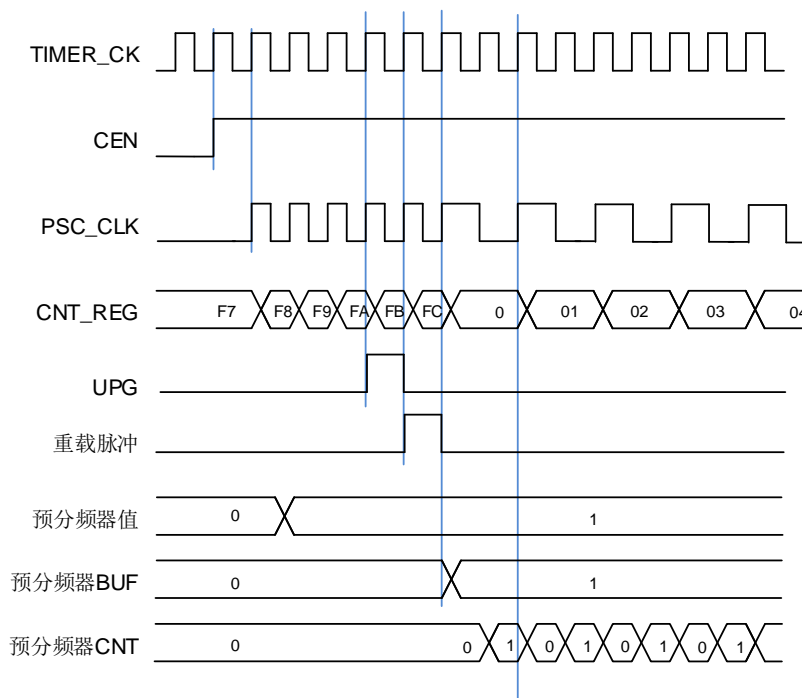 TIMER_CK
CEN
PSC_CLK
CNT_REG F7 F8 F9 FA FB FC 0 01 02 03 04
UPG
重载脉冲
预分频器值 0 1
预分频器BUF 0 1
预分频器CNT 0 0 1 0 1 0 1 0 1